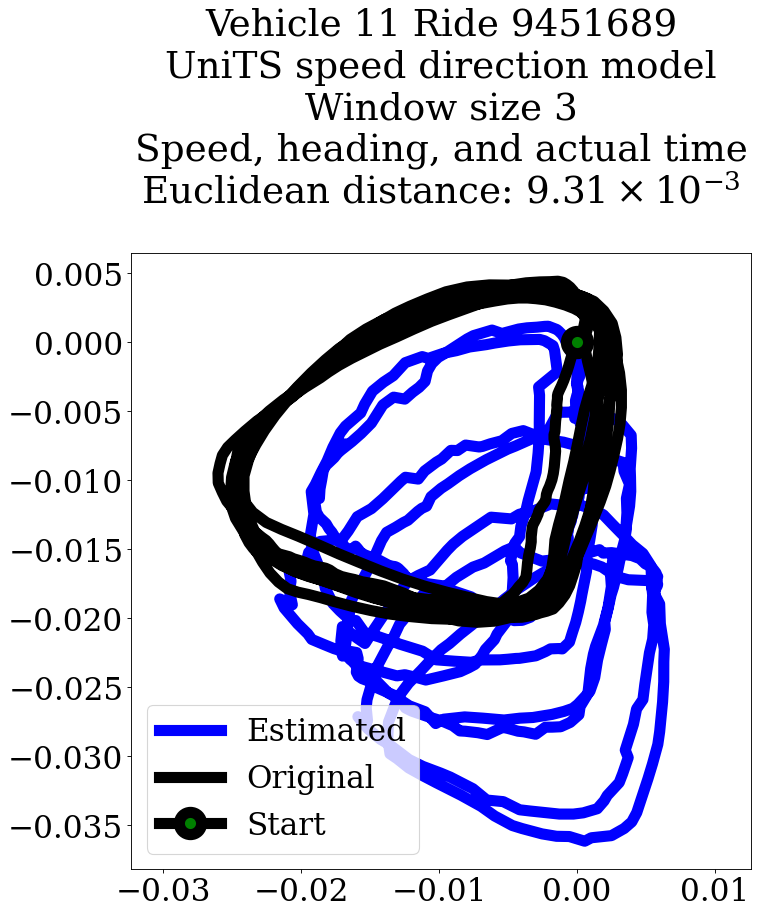 Vehicle 11 Ride 9451689
UniTS speed direction model
Window size 3
Speed, heading, and actual time
Euclidean distance: 9.31 × 10⁻³
0.005
0.000
−0.005
−0.010
−0.015
−0.020
−0.025
−0.030
−0.035
Estimated
Original
Start
−0.03 −0.02 −0.01 0.00 0.01